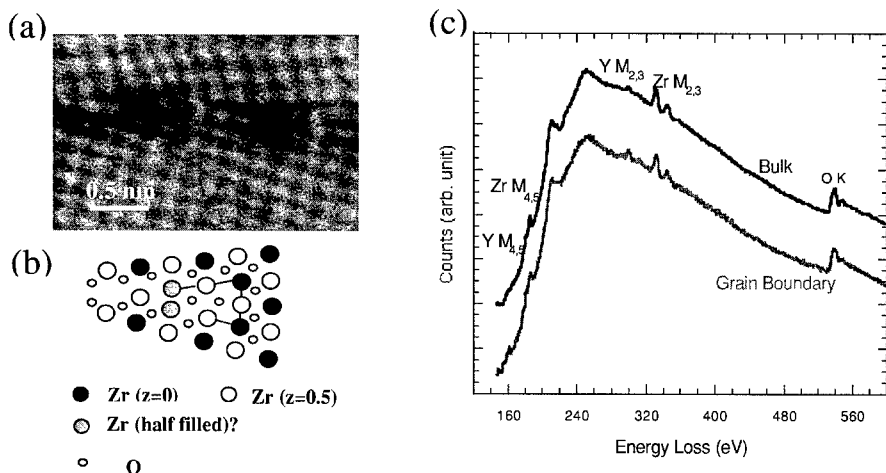 (a)
0.5 nm
(b)
Zr (z=0)
Zr (z=0.5)
Zr (half filled)?
O
(c)
Counts (arb. unit)
Y M2,3
Zr M2,3
Zr M4,5
Y M4,5
Bulk
O K
Grain Boundary
160 240 320 400 480 560
Energy Loss (eV)